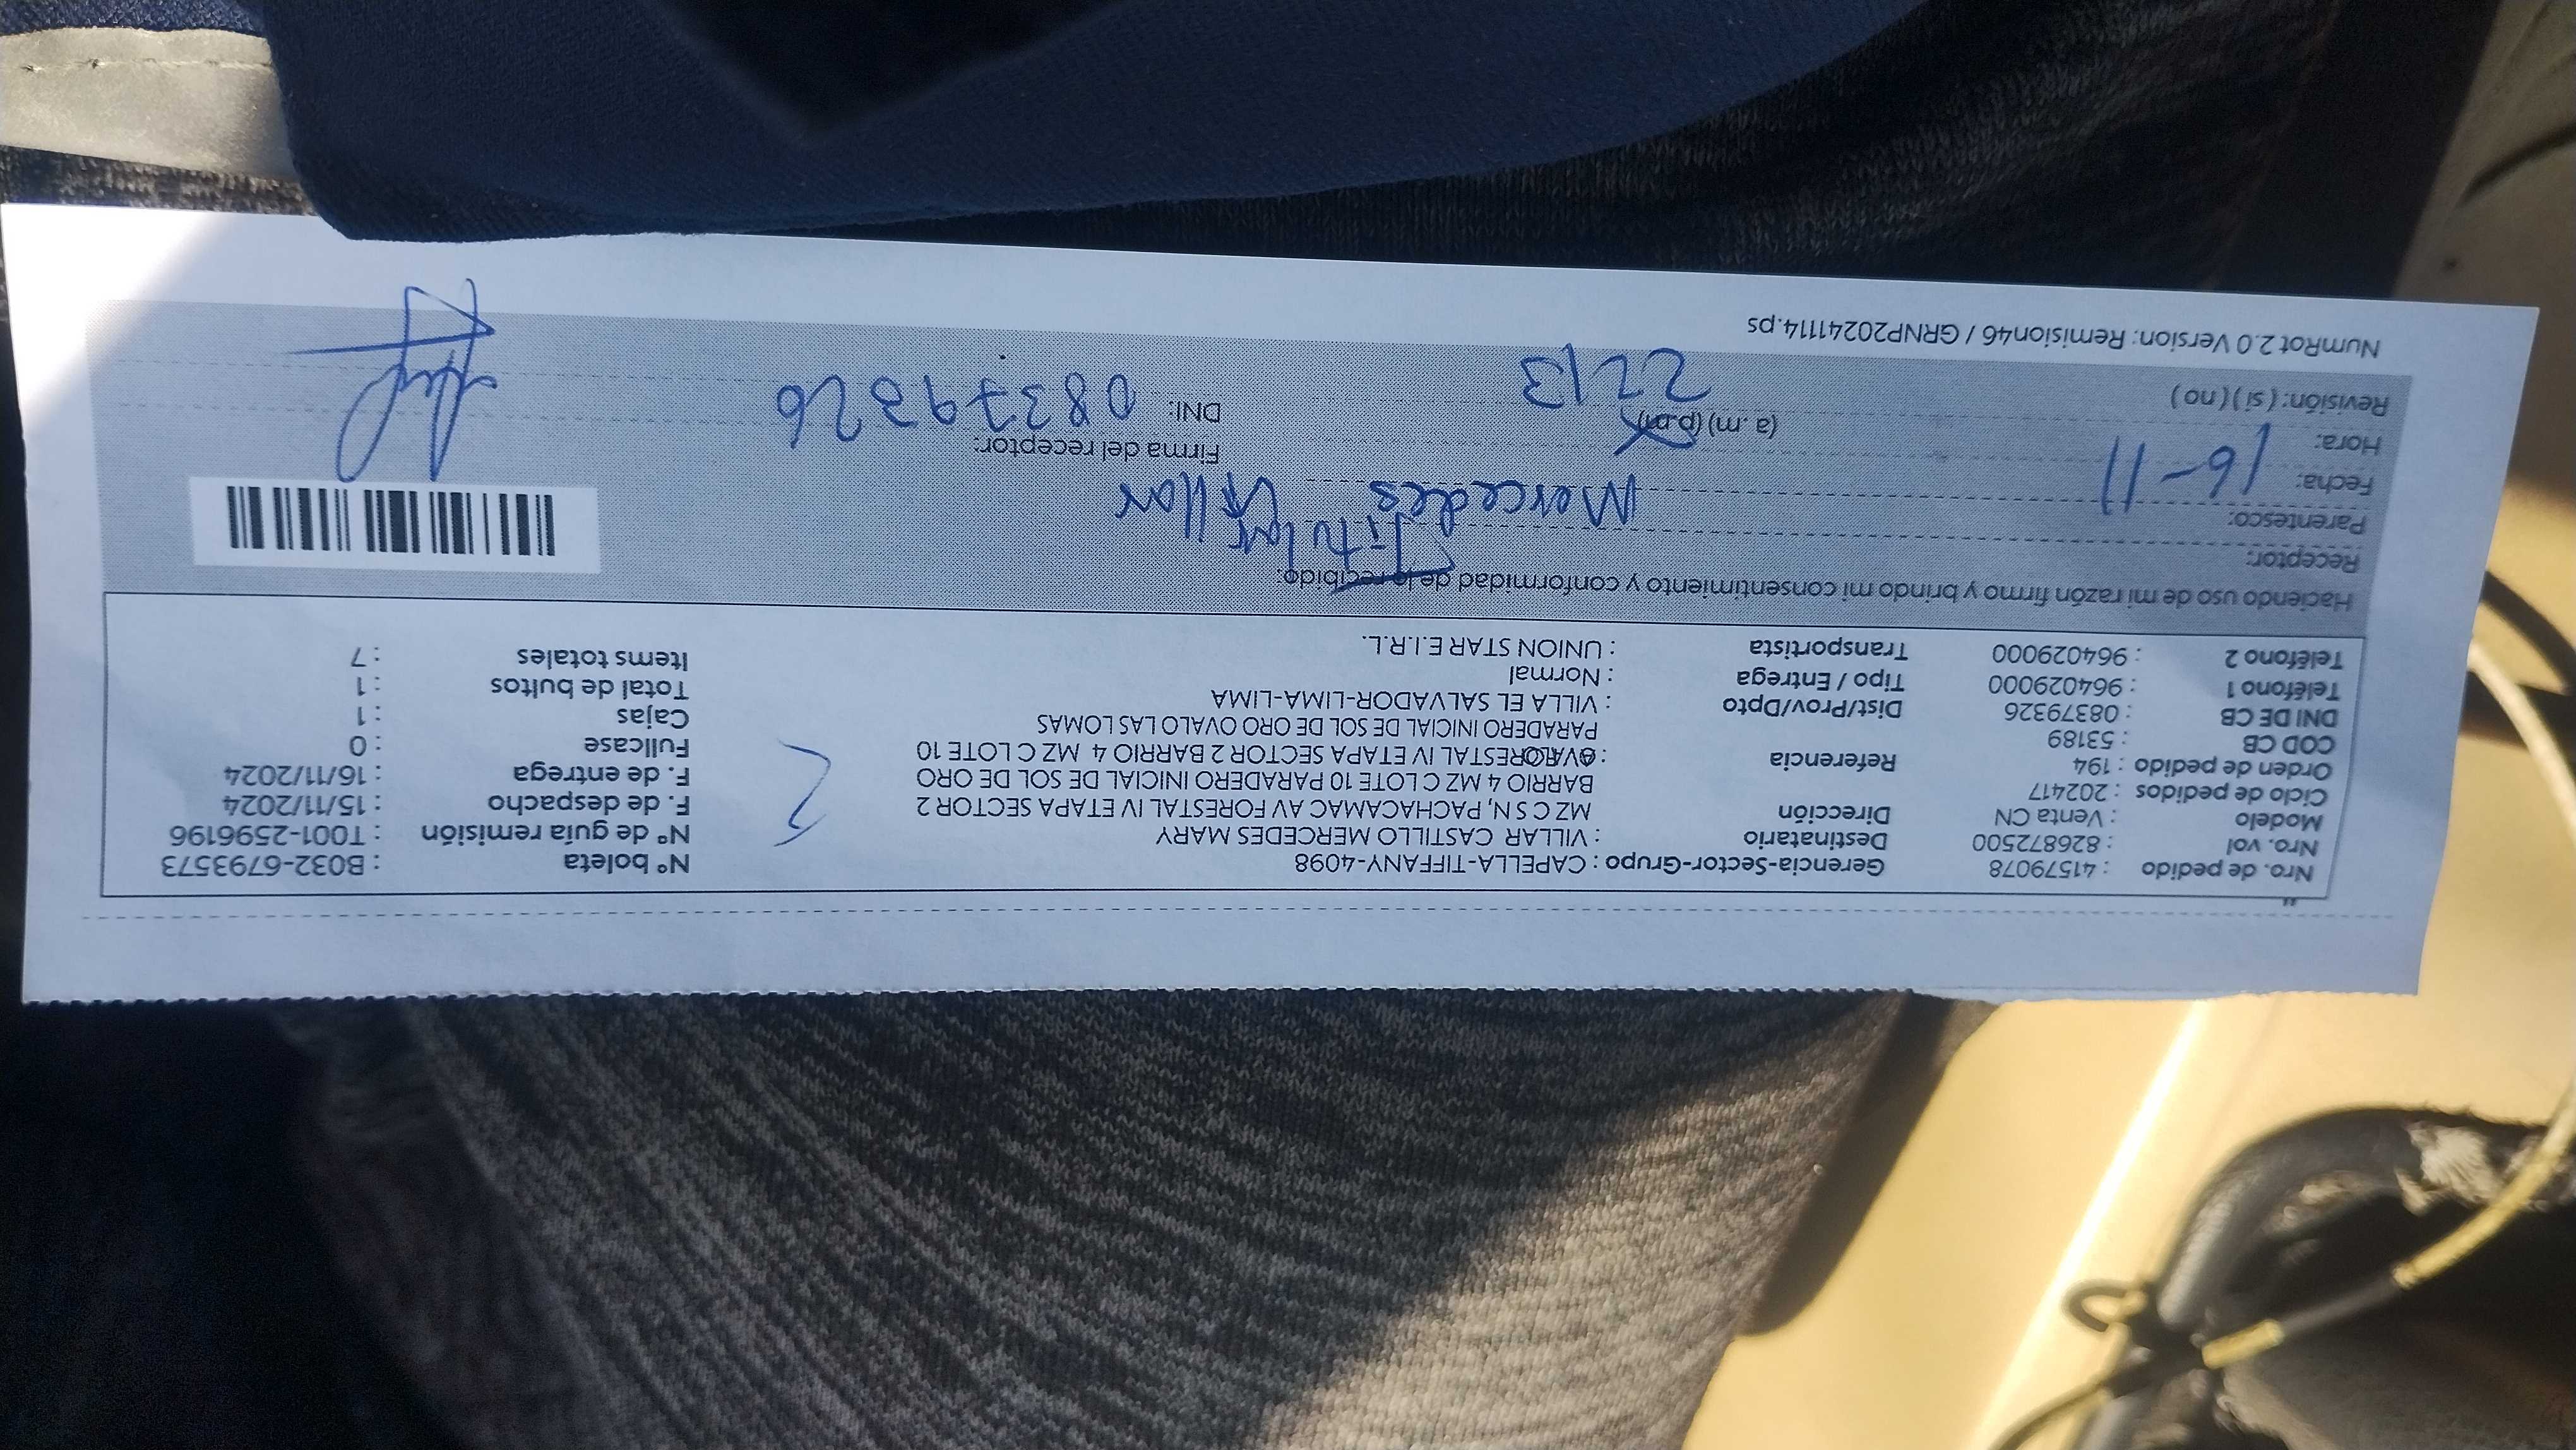 Nro. de pedido : 41579078
Nro. vol : 826872500
Modelo : Venta CN
Ciclo de pedidos : 202417
Orden de pedido : 194
COD CB : 53189
DNI DE CB : 08379326
Teléfono 1 : 964029000
Teléfono 2 : 964029000
Gerencia-Sector-Grupo : CAPELLA-TIFFANY-4098
Destinatario : VILLAR CASTILLO MERCEDES MARY
Dirección MZ C S N, PACHACAMAC AV FORESTAL IV ETAPA SECTOR 2
BARRIO 4 MZ C LOTE 10 PARADERO INICIAL DE SOL DE ORO
Referencia : FORESTAL IV ETAPA SECTOR 2 BARRIO 4 MZ C LOTE 10
PARADERO INICIAL DE SOL DE ORO OVALO LAS LOMAS
Dist/Prov/Dpto : VILLA EL SALVADOR-LIMA-LIMA
Tipo / Entrega : Normal
Transportista : UNION STAR E.I.R.L.
Nº boleta : B032-6793573
Nº de guía remisión : T001-2596196
F. de despacho : 15/11/2024
F. de entrega : 16/11/2024
Fullcase : 0
Cajas : 1
Total de bultos : 1
Items totales : 7
Haciendo uso de mi razón firmo y brindo mi consentimiento y conformidad de lo recibido:
Receptor: Titular
Parentesco: Mercedes Villar
Fecha: 16-11
Hora: (a. m) (p.m)
Revisión: ( si ) ( no ) 2213
Firma del receptor:
DNI: 08379326
NumRot 2.0 Version: Remision46 / GRNP20241114.ps